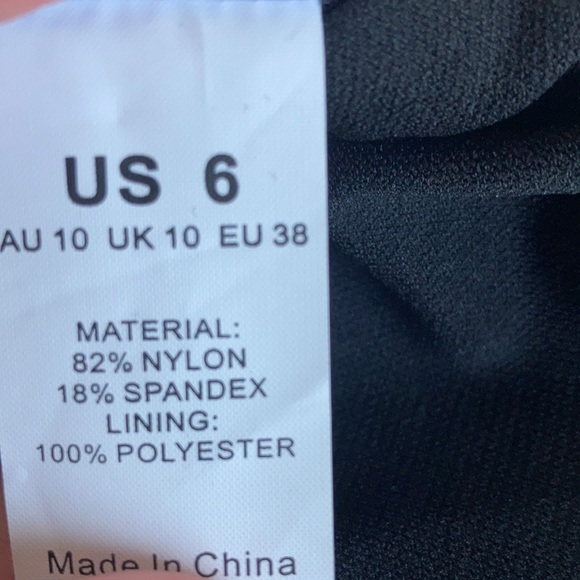 US 6
AU 10 UK 10 EU 38
MATERIAL:
82% NYLON
18% SPANDEX
LINING:
100% POLYESTER
Made In China